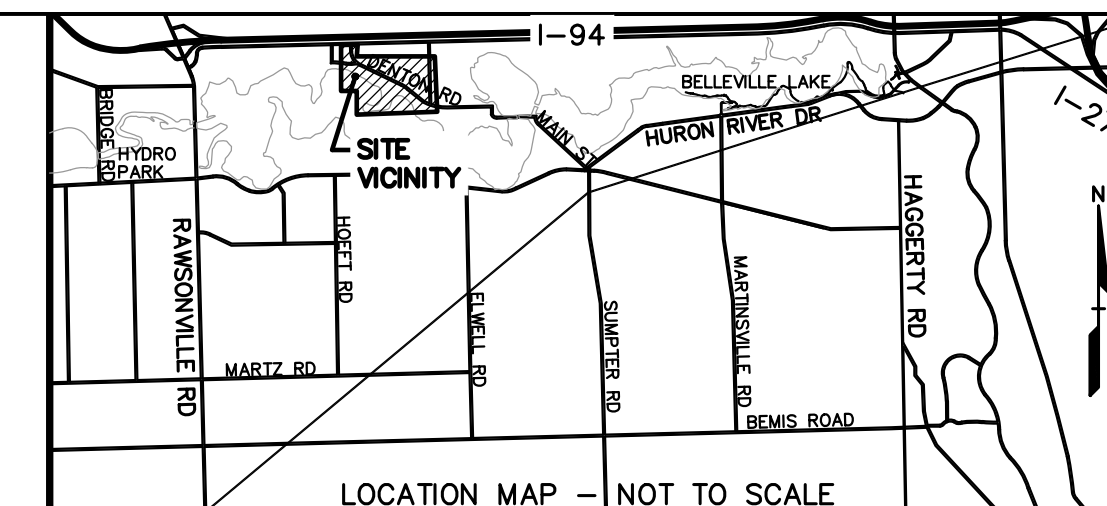 I-94
DENTON RD
BELLEVILLE LAKE
I-27
BRIDGE RD
MAIN ST
HURON RIVER DR
HYDRO
PARK
SITE
VICINITY
N
RAWSONVILLE RD
HOEFT RD
HAGGERTY RD
MARTINSVILLE RD
ELWELL RD
SUMPTER RD
MARTZ RD
BEMIS ROAD
LOCATION MAP - NOT TO SCALE